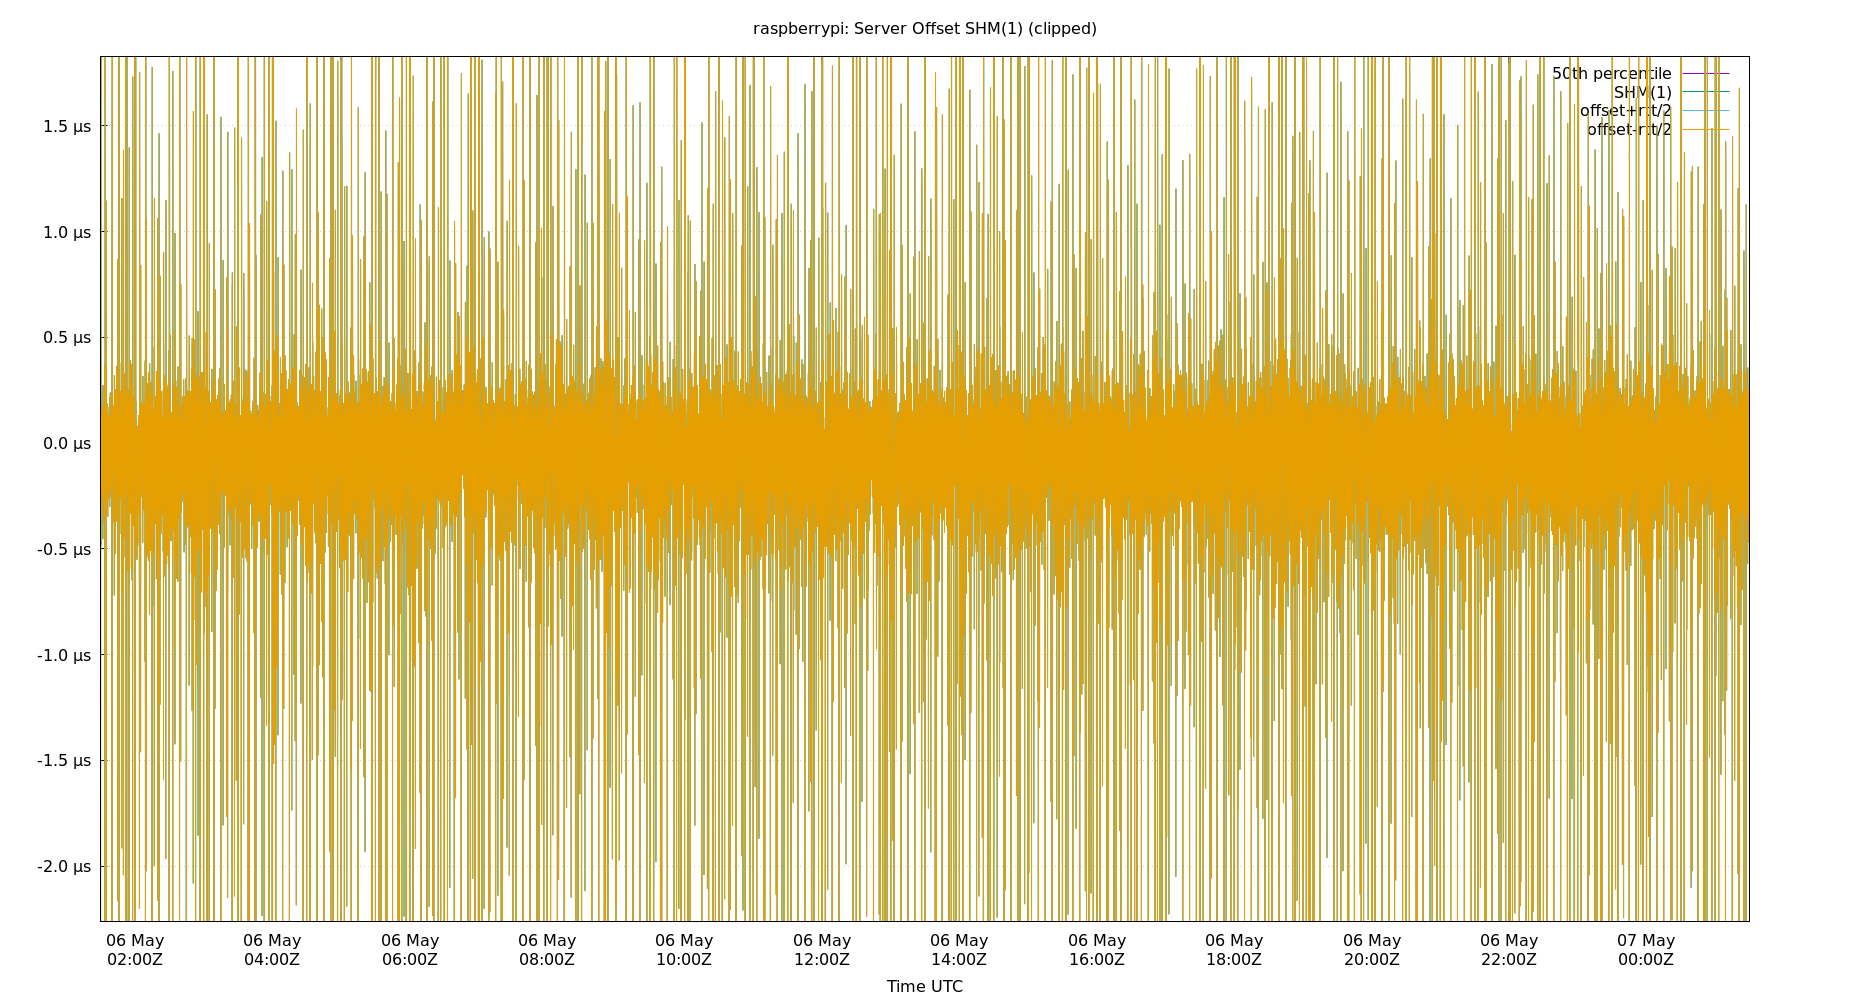 raspberrypi: Server Offset SHM(1) (clipped)
50th percentile
SHM(1)
offset+rtt/2
offset-rtt/2
1.5 µs
1.0 µs
0.5 µs
0.0 µs
-0.5 µs
-1.0 µs
-1.5 µs
-2.0 µs
06 May 06 May 06 May 06 May 06 May 06 May 06 May 06 May 06 May 06 May 06 May 07 May
02:00Z 04:00Z 06:00Z 08:00Z 10:00Z 12:00Z 14:00Z 16:00Z 18:00Z 20:00Z 22:00Z 00:00Z
Time UTC